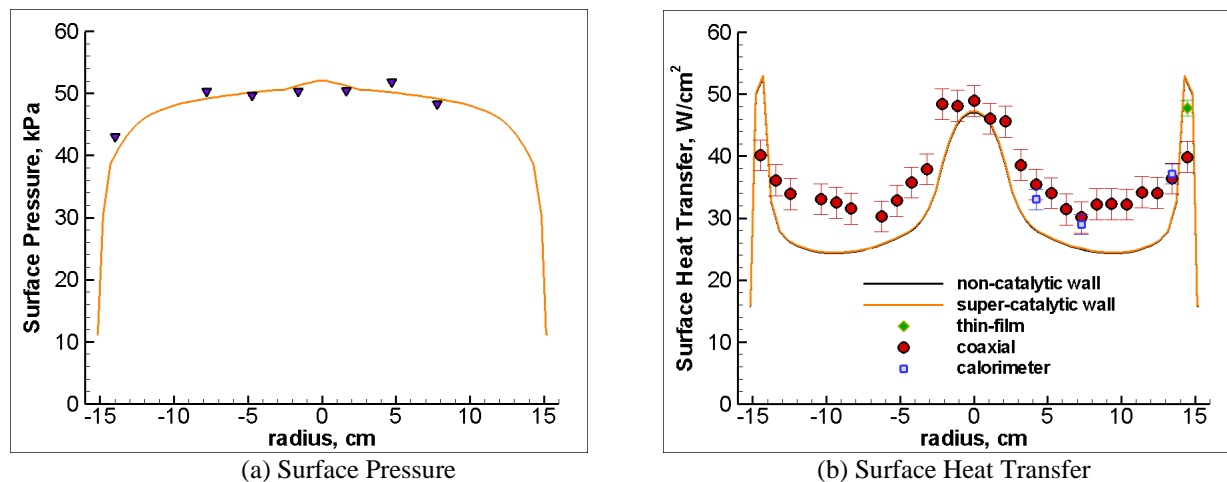 Surface Pressure, kPa
60
50
40
30
20
10
0
-15
-10
-5
0
5
10
15
radius, cm
(a) Surface Pressure
Surface Heat Transfer, W/cm2
60
50
40
30
20
10
0
non-catalytic wall
super-catalytic wall
thin-film
coaxial
calorimeter
-15
-10
-5
0
5
10
15
radius, cm
(b) Surface Heat Transfer